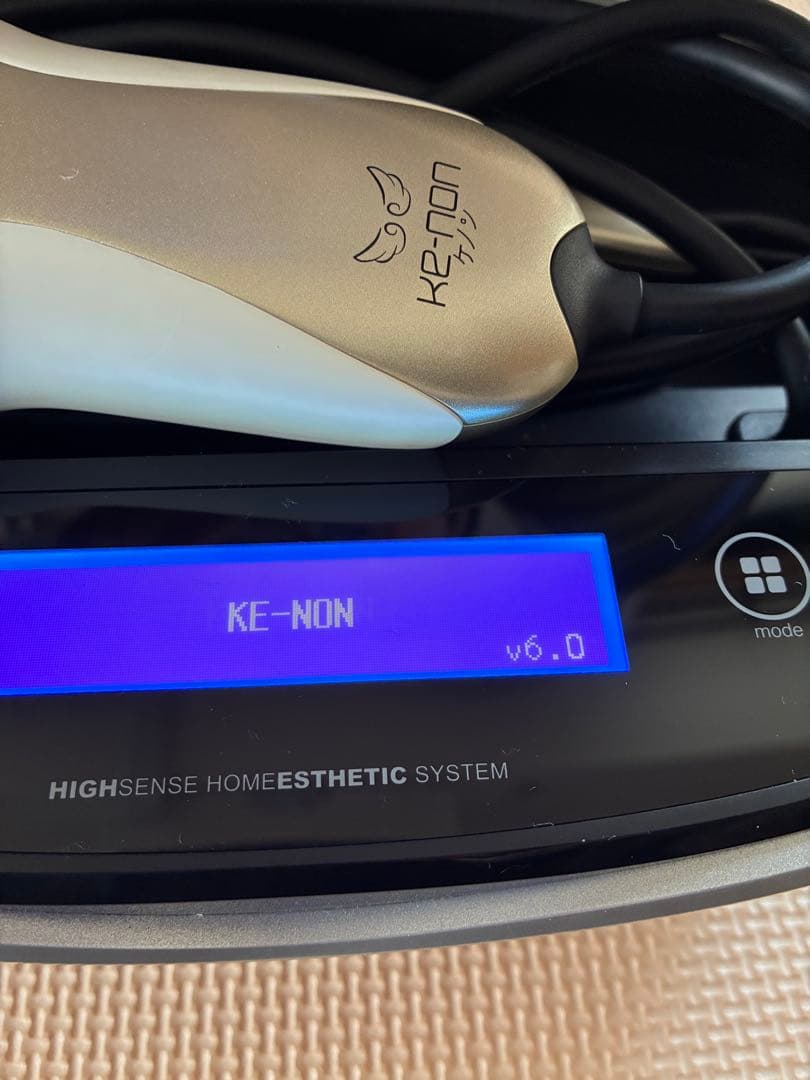 ke-non
ケノン
KE-NON
v6.0
mode
HIGHSENSE HOMEESTHETIC SYSTEM